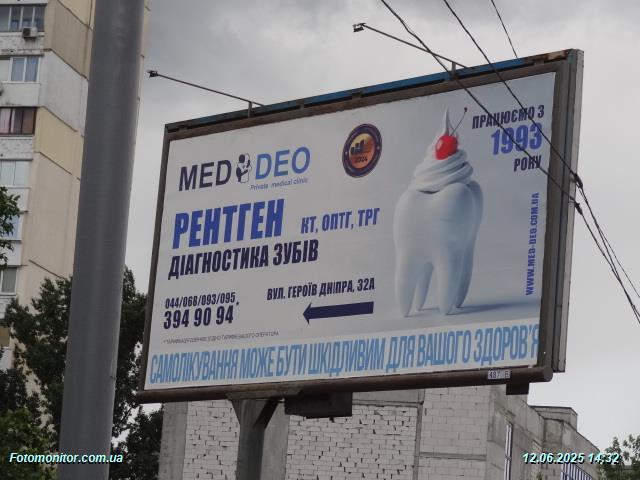 MED DEO
Private medical clinic
2024
ПРАЦЮЄМО З
1993
РОКУ
РЕНТГЕН КТ, ОПТГ, ТРГ
ДІАГНОСТИКА ЗУБІВ
044/068/093/095
394 90 94*
ВУЛ. ГЕРОЇВ ДНІПРА, 32А
WWW.MED-DEO.COM.UA
САМОЛІКУВАННЯ МОЖЕ БУТИ ШКІДЛИВИМ ДЛЯ ВАШОГО ЗДОРОВ'Я
Fotomonitor.com.ua
12.06.2025 14:32